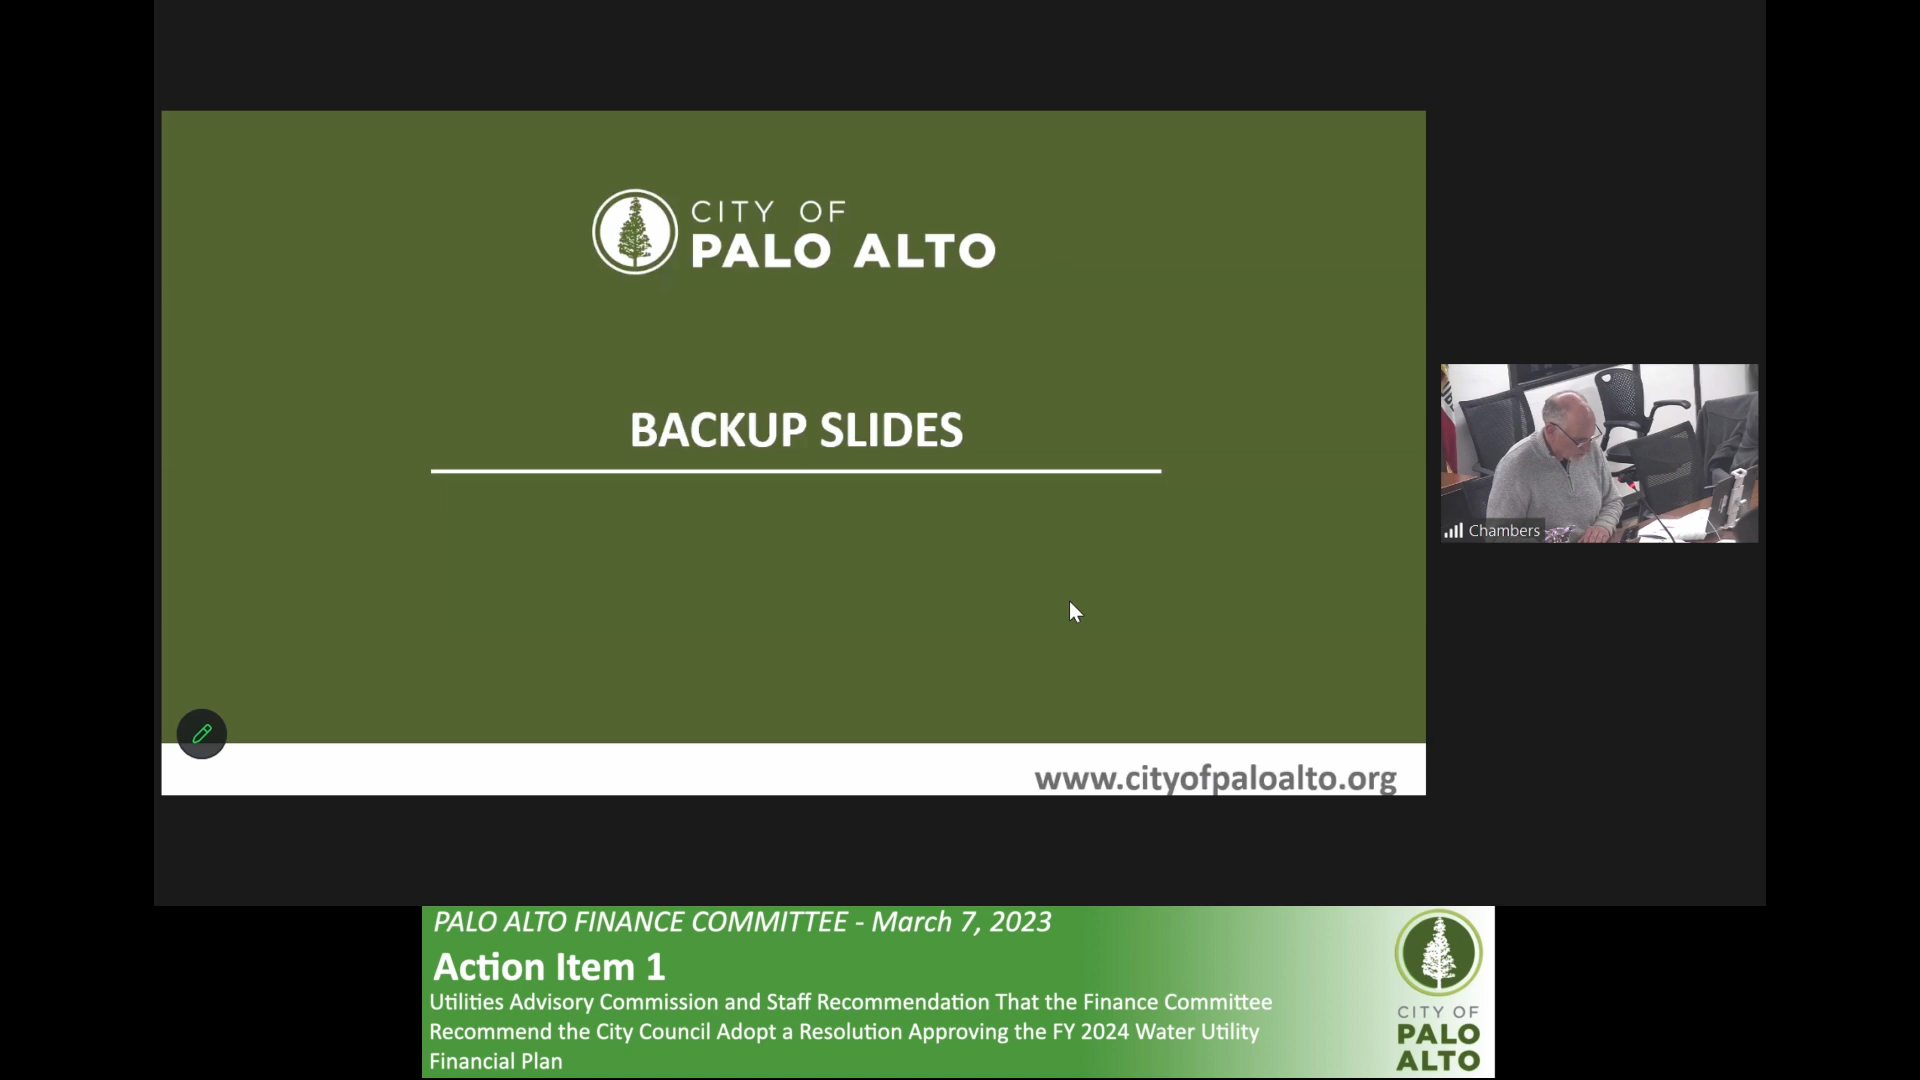 CITY OF
PALO ALTO
BACKUP SLIDES
www.cityofpaloalto.org
Chambers
PALO ALTO FINANCE COMMITTEE - March 7, 2023
Action Item 1
Utilities Advisory Commission and Staff Recommendation That the Finance Committee
Recommend the City Council Adopt a Resolution Approving the FY 2024 Water Utility
Financial Plan
CITY OF
PALO
ALTO